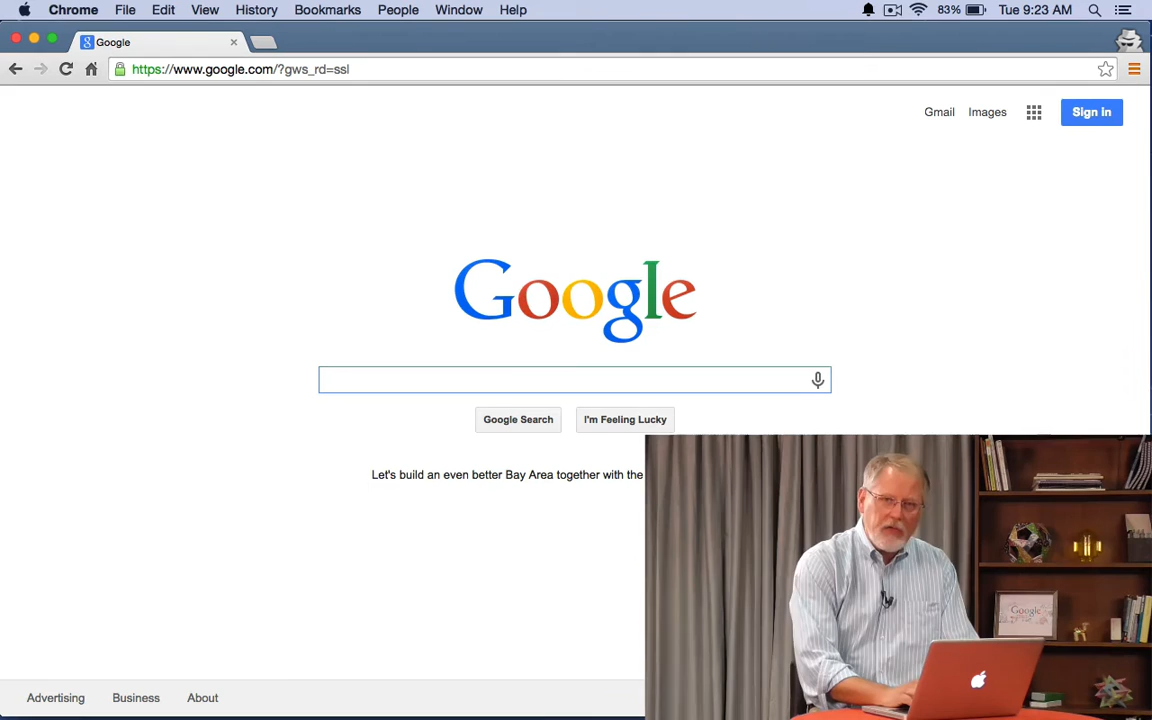 Chrome File Edit View History Bookmarks People Window Help 83% Tue 9:23 AM
Google
https://www.google.com/?gws_rd=ssl
Gmail Images Sign in
Google
Google Search I'm Feeling Lucky
Let's build an even better Bay Area together with the
Google
Advertising Business About